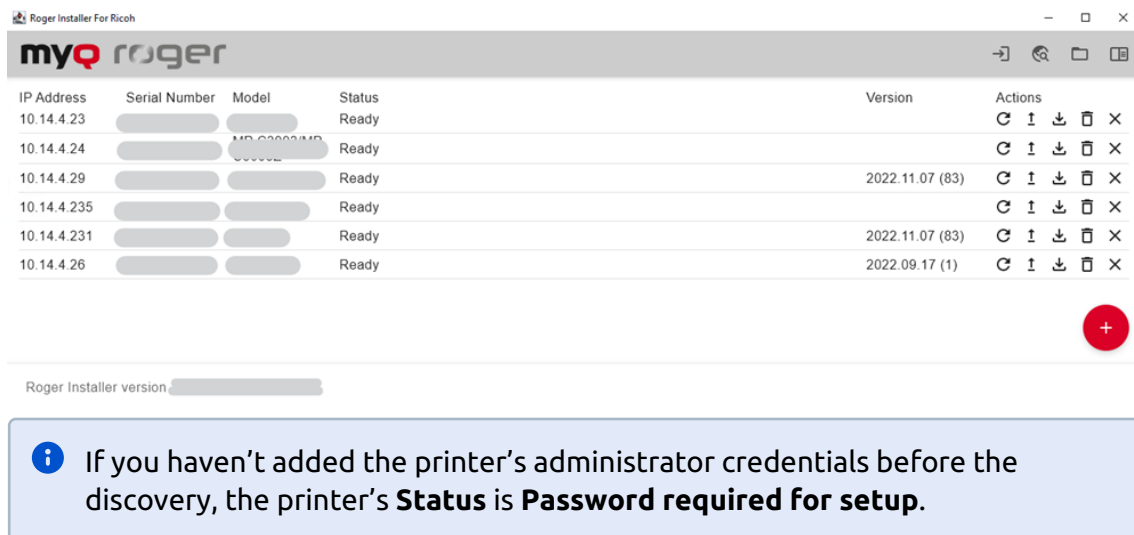 Roger Installer For Ricoh
myQ roger
IP Address Serial Number Model Status Version Actions
10.14.4.23 Ready
10.14.4.24 Ready
10.14.4.29 Ready 2022.11.07 (83)
10.14.4.235 Ready
10.14.4.231 Ready 2022.11.07 (83)
10.14.4.26 Ready 2022.09.17 (1)
Roger Installer version
If you haven’t added the printer’s administrator credentials before the
discovery, the printer’s Status is Password required for setup.